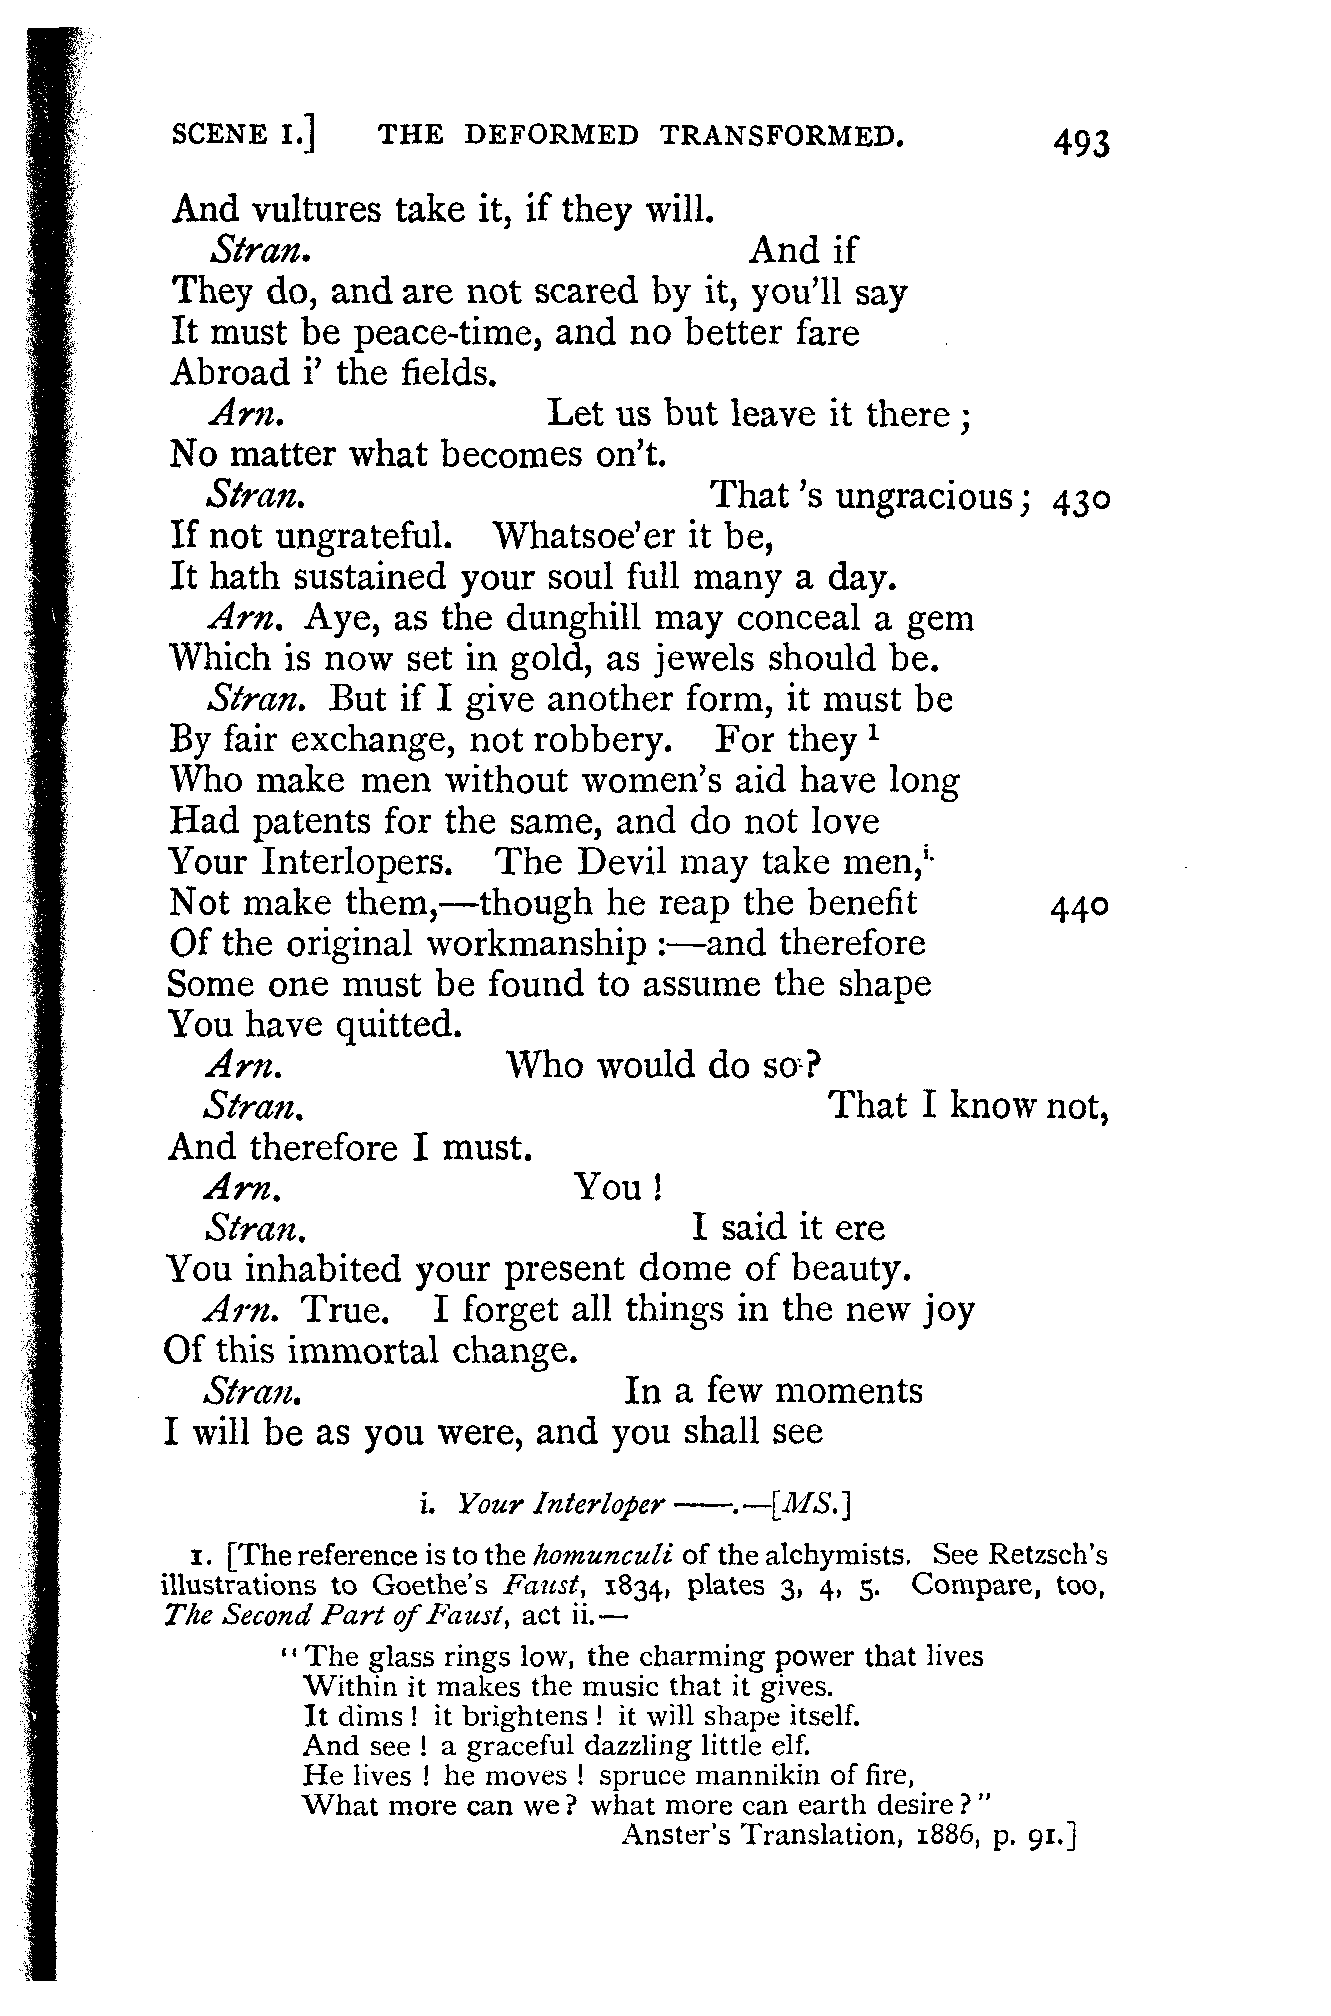 SCENE I.] THE DEFORMED TRANSFORMED. 493
And vultures take it, if they will.
Stran. And if
They do, and are not scared by it, you'll say
It must be peace-time, and no better fare
Abroad i' the fields.
Arn. Let us but leave it there ;
No matter what becomes on't.
Stran. That 's ungracious ; 430
If not ungrateful. Whatsoe'er it be,
It hath sustained your soul full many a day.
Arn. Aye, as the dunghill may conceal a gem
Which is now set in gold, as jewels should be.
Stran. But if I give another form, it must be
By fair exchange, not robbery. For they 1
Who make men without women's aid have long
Had patents for the same, and do not love
Your Interlopers. The Devil may take men,i.
Not make them,—though he reap the benefit 440
Of the original workmanship :—and therefore
Some one must be found to assume the shape
You have quitted.
Arn. Who would do so ?
Stran. That I know not,
And therefore I must.
Arn. You !
Stran. I said it ere
You inhabited your present dome of beauty.
Arn. True. I forget all things in the new joy
Of this immortal change.
Stran. In a few moments
I will be as you were, and you shall see
i. Your Interloper ——.—[MS.]
1. [The reference is to the homunculi of the alchymists. See Retzsch's
illustrations to Goethe's Faust, 1834, plates 3, 4, 5. Compare, too,
The Second Part of Faust, act ii.—
" The glass rings low, the charming power that lives
Within it makes the music that it gives.
It dims ! it brightens ! it will shape itself.
And see ! a graceful dazzling little elf.
He lives ! he moves ! spruce mannikin of fire,
What more can we ? what more can earth desire ? "
Anster's Translation, 1886, p. 91.]